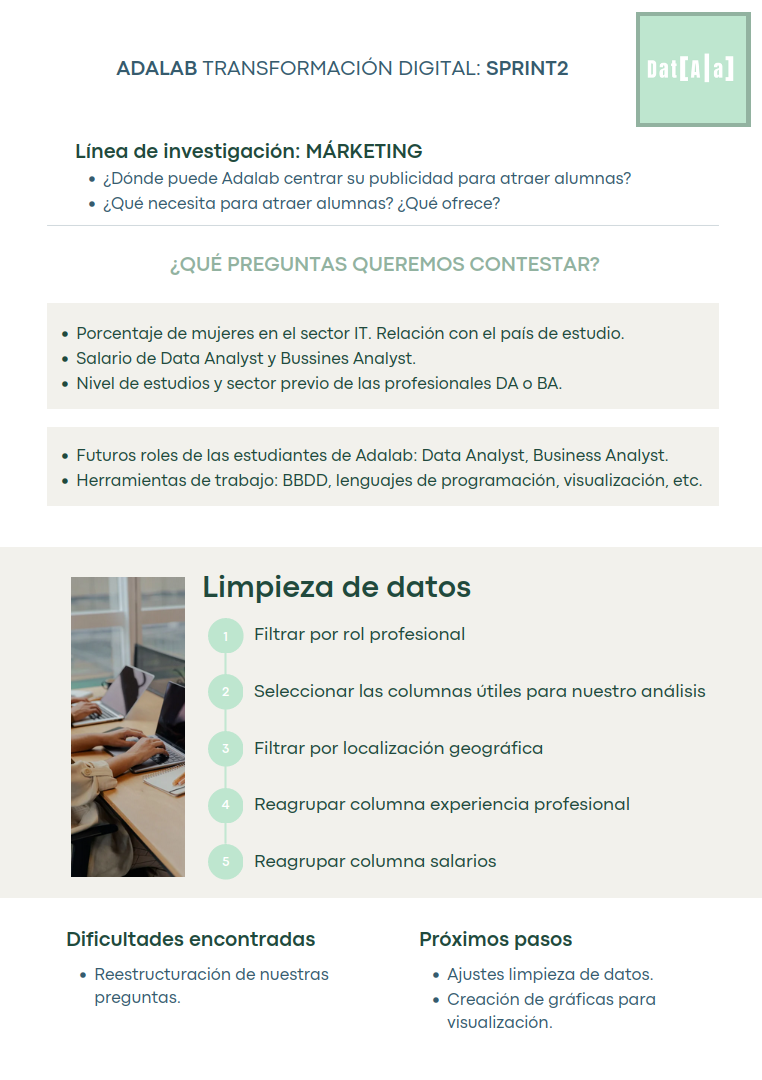 ADALAB TRANSFORMACIÓN DIGITAL: SPRINT2
Dat[A|a]
Línea de investigación: MÁRKETING
• ¿Dónde puede Adalab centrar su publicidad para atraer alumnas?
• ¿Qué necesita para atraer alumnas? ¿Qué ofrece?
¿QUÉ PREGUNTAS QUEREMOS CONTESTAR?
• Porcentaje de mujeres en el sector IT. Relación con el país de estudio.
• Salario de Data Analyst y Bussines Analyst.
• Nivel de estudios y sector previo de las profesionales DA o BA.
• Futuros roles de las estudiantes de Adalab: Data Analyst, Business Analyst.
• Herramientas de trabajo: BBDD, lenguajes de programación, visualización, etc.
Limpieza de datos
1 Filtrar por rol profesional
2 Seleccionar las columnas útiles para nuestro análisis
3 Filtrar por localización geográfica
4 Reagrupar columna experiencia profesional
5 Reagrupar columna salarios
Dificultades encontradas
• Reestructuración de nuestras
preguntas.
Próximos pasos
• Ajustes limpieza de datos.
• Creación de gráficas para
visualización.